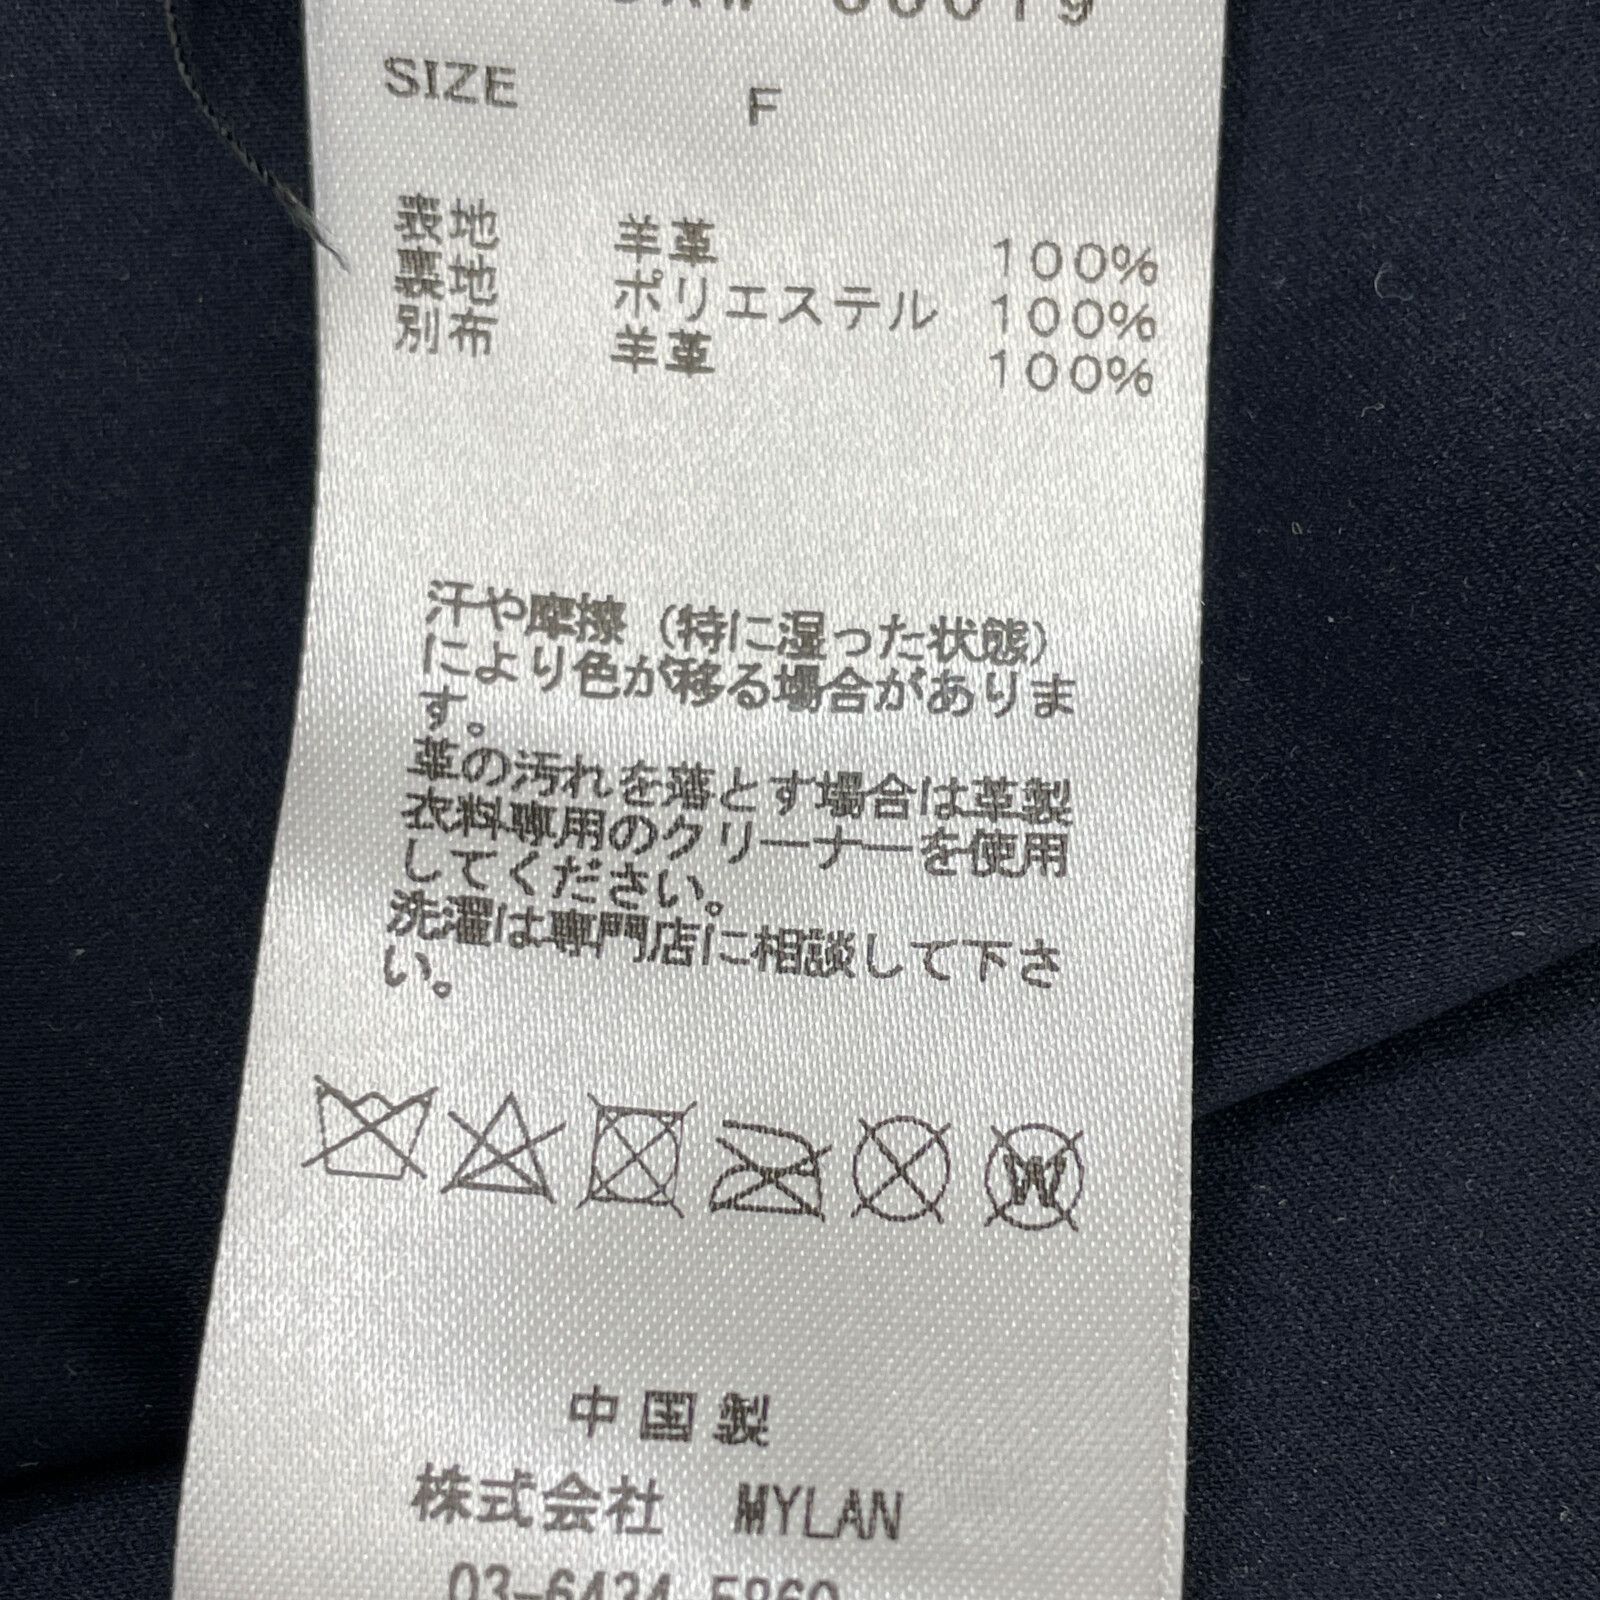 SIZE F
表地 羊革 100%
裏地 ポリエステル 100%
別布 羊革 100%
汗や摩擦(特に湿った状態)
により色が移る場合がありま
す。
革の汚れを落とす場合は革製
衣料専用のクリーナーを使用
してください。
洗濯は専門店に相談して下さ
い。
中国製
株式会社 MYLAN